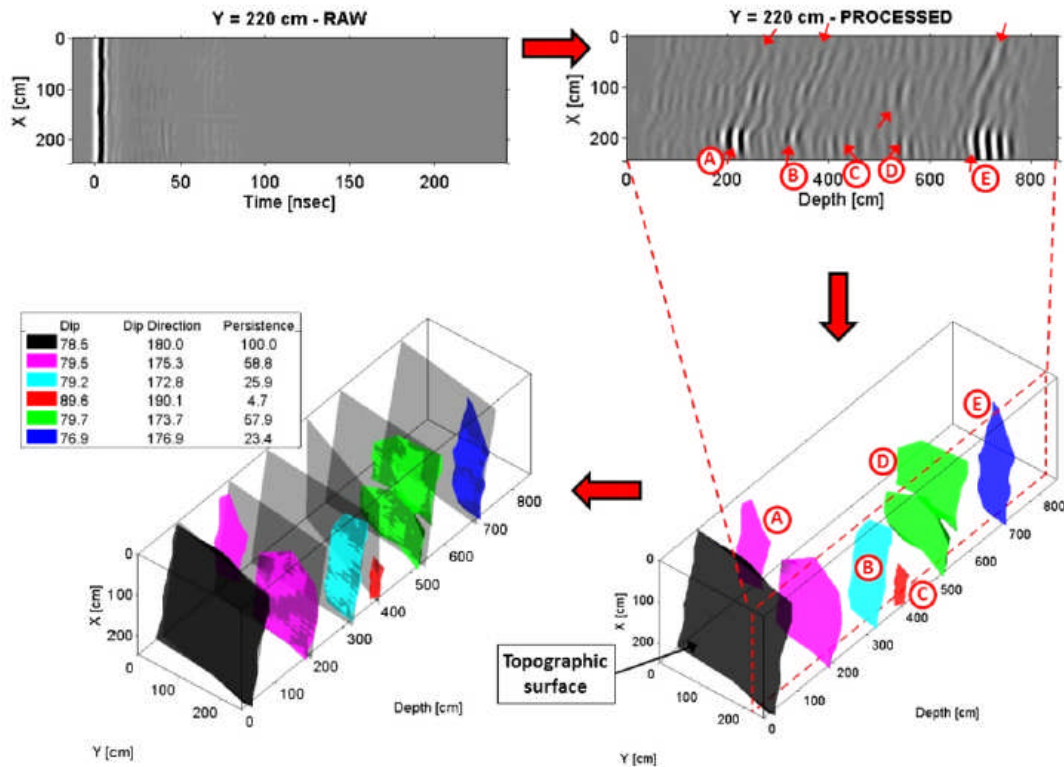 Y = 220 cm - RAW
X [cm]
0
100
200
0 50 100 150 200
Time [nsec]
Y = 220 cm - PROCESSED
X [cm]
0
100
200
A B C D E
0 200 400 600 800
Depth [cm]
Dip Dip Direction Persistence
78.5 180.0 100.0
79.5 175.3 58.8
79.2 172.8 25.9
89.6 190.1 4.7
79.7 173.7 57.9
76.9 176.9 23.4
X [cm]
0
100
200
0
100
200
Y [cm]
0
200
300
400
500
600
700
800
Depth [cm]
E
D
A
B
C
Topographic
surface
X [cm]
0
100
200
0
100
200
Y [cm]
0
200
300
400
500
600
700
800
Depth [cm]